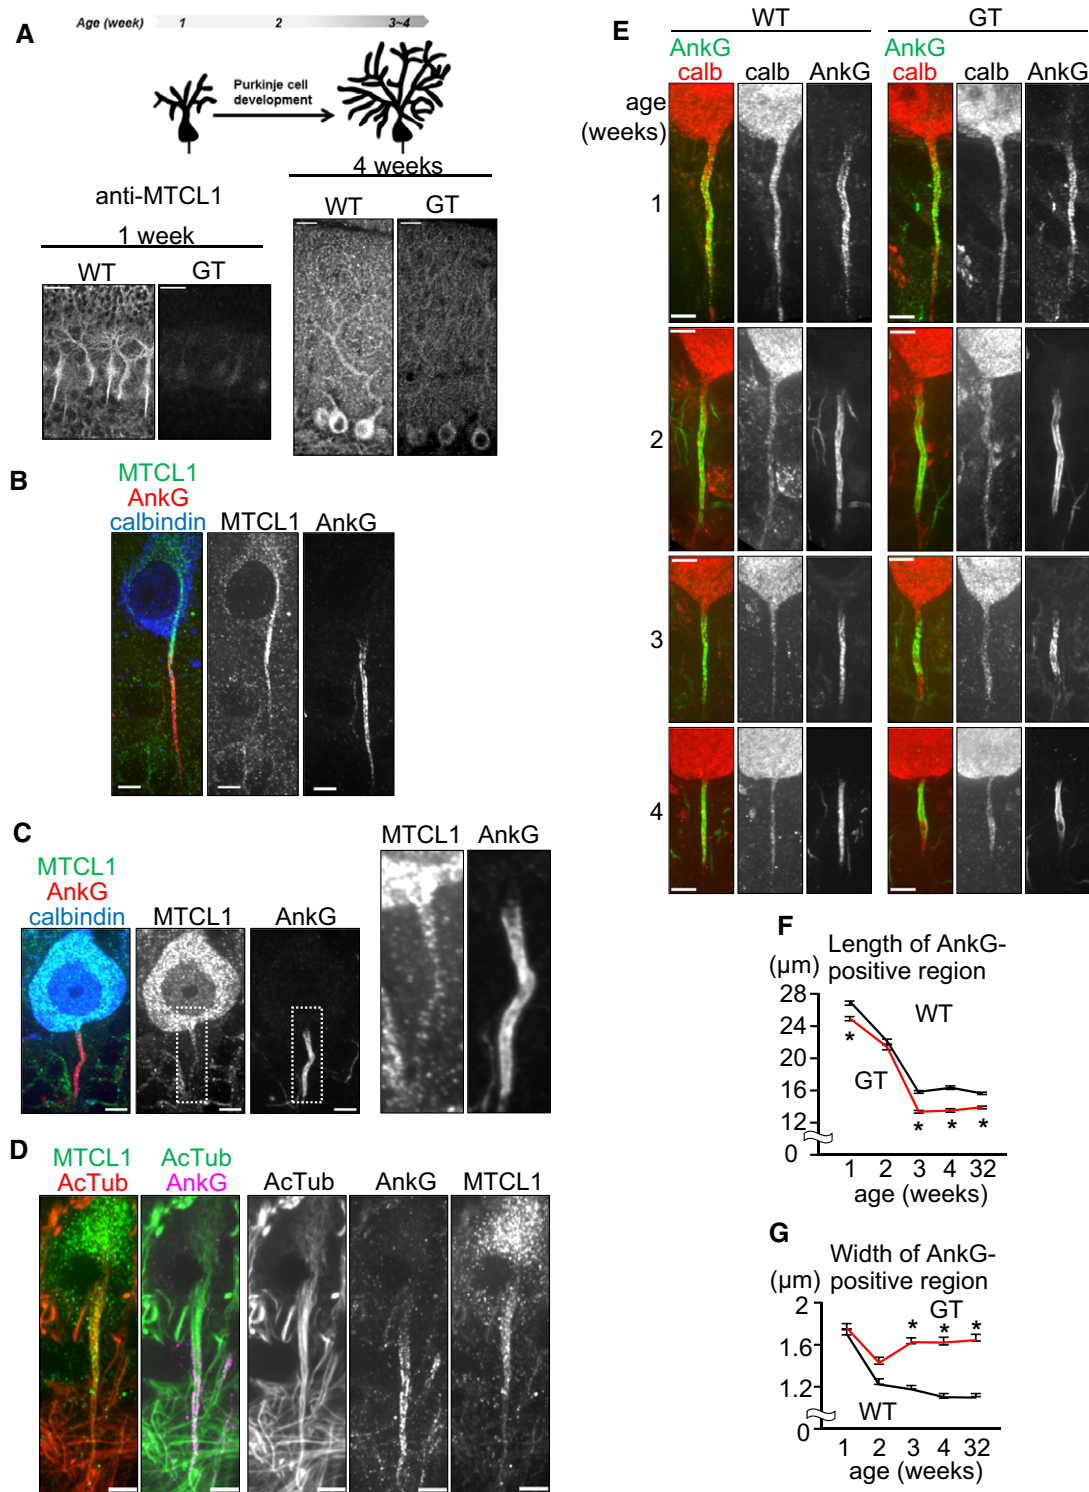 A
Age (week) 1 2 3~4
Purkinje cell
development
anti-MTCL1
1 week
WT GT
4 weeks
WT GT
B
MTCL1
AnkG
calbindin MTCL1 AnkG
C
MTCL1
AnkG
calbindin MTCL1 AnkG
MTCL1 AnkG
D
MTCL1 AcTub
AcTub AnkG AcTub AnkG MTCL1
E
WT GT
AnkG AnkG
calb calb AnkG calb calb AnkG
age
(weeks)
1
2
3
4
F
Length of AnkG-
positive region
(µm)
28
24
20
16
12
0
WT
GT
*
* * *
1 2 3 4 32
age (weeks)
G
Width of AnkG-
positive region
(µm)
2
1.6
1.2
0
GT
* * *
WT
1 2 3 4 32
age (weeks)